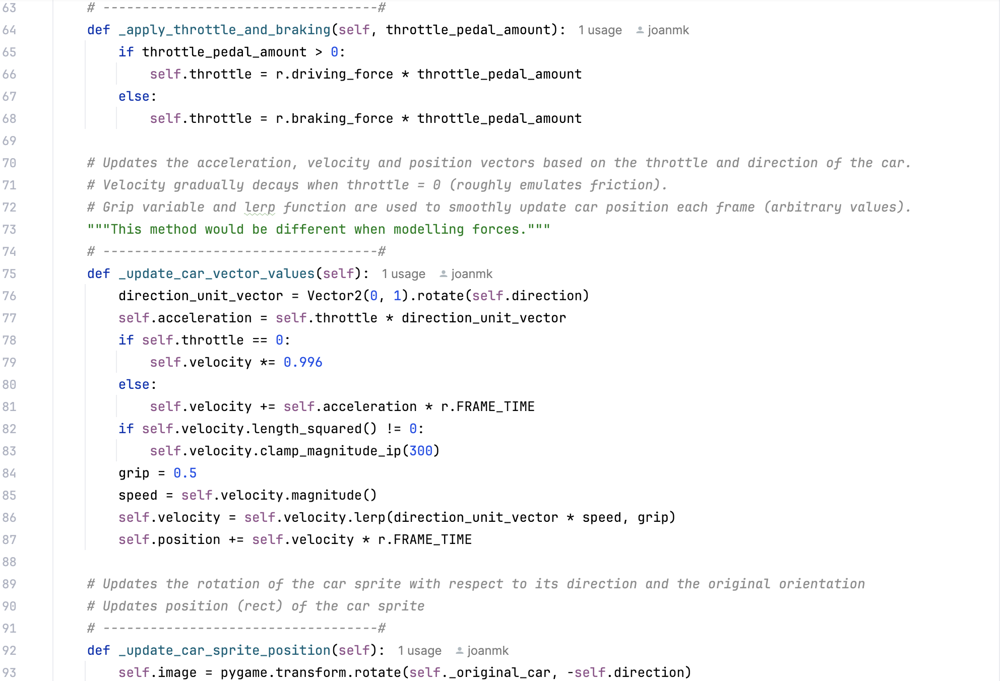 63 # -----------------------------------#
64 def _apply_throttle_and_braking(self, throttle_pedal_amount): 1 usage joanmk
65 if throttle_pedal_amount > 0:
66 self.throttle = r.driving_force * throttle_pedal_amount
67 else:
68 self.throttle = r.braking_force * throttle_pedal_amount
69
70 # Updates the acceleration, velocity and position vectors based on the throttle and direction of the car.
71 # Velocity gradually decays when throttle = 0 (roughly emulates friction).
72 # Grip variable and lerp function are used to smoothly update car position each frame (arbitrary values).
73 """This method would be different when modelling forces."""
74 # -----------------------------------#
75 def _update_car_vector_values(self): 1 usage joanmk
76 direction_unit_vector = Vector2(0, 1).rotate(self.direction)
77 self.acceleration = self.throttle * direction_unit_vector
78 if self.throttle == 0:
79 self.velocity *= 0.996
80 else:
81 self.velocity += self.acceleration * r.FRAME_TIME
82 if self.velocity.length_squared() != 0:
83 self.velocity.clamp_magnitude_ip(300)
84 grip = 0.5
85 speed = self.velocity.magnitude()
86 self.velocity = self.velocity.lerp(direction_unit_vector * speed, grip)
87 self.position += self.velocity * r.FRAME_TIME
88
89 # Updates the rotation of the car sprite with respect to its direction and the original orientation
90 # Updates position (rect) of the car sprite
91 # -----------------------------------#
92 def _update_car_sprite_position(self): 1 usage joanmk
93 self.image = pygame.transform.rotate(self._original_car, -self.direction)